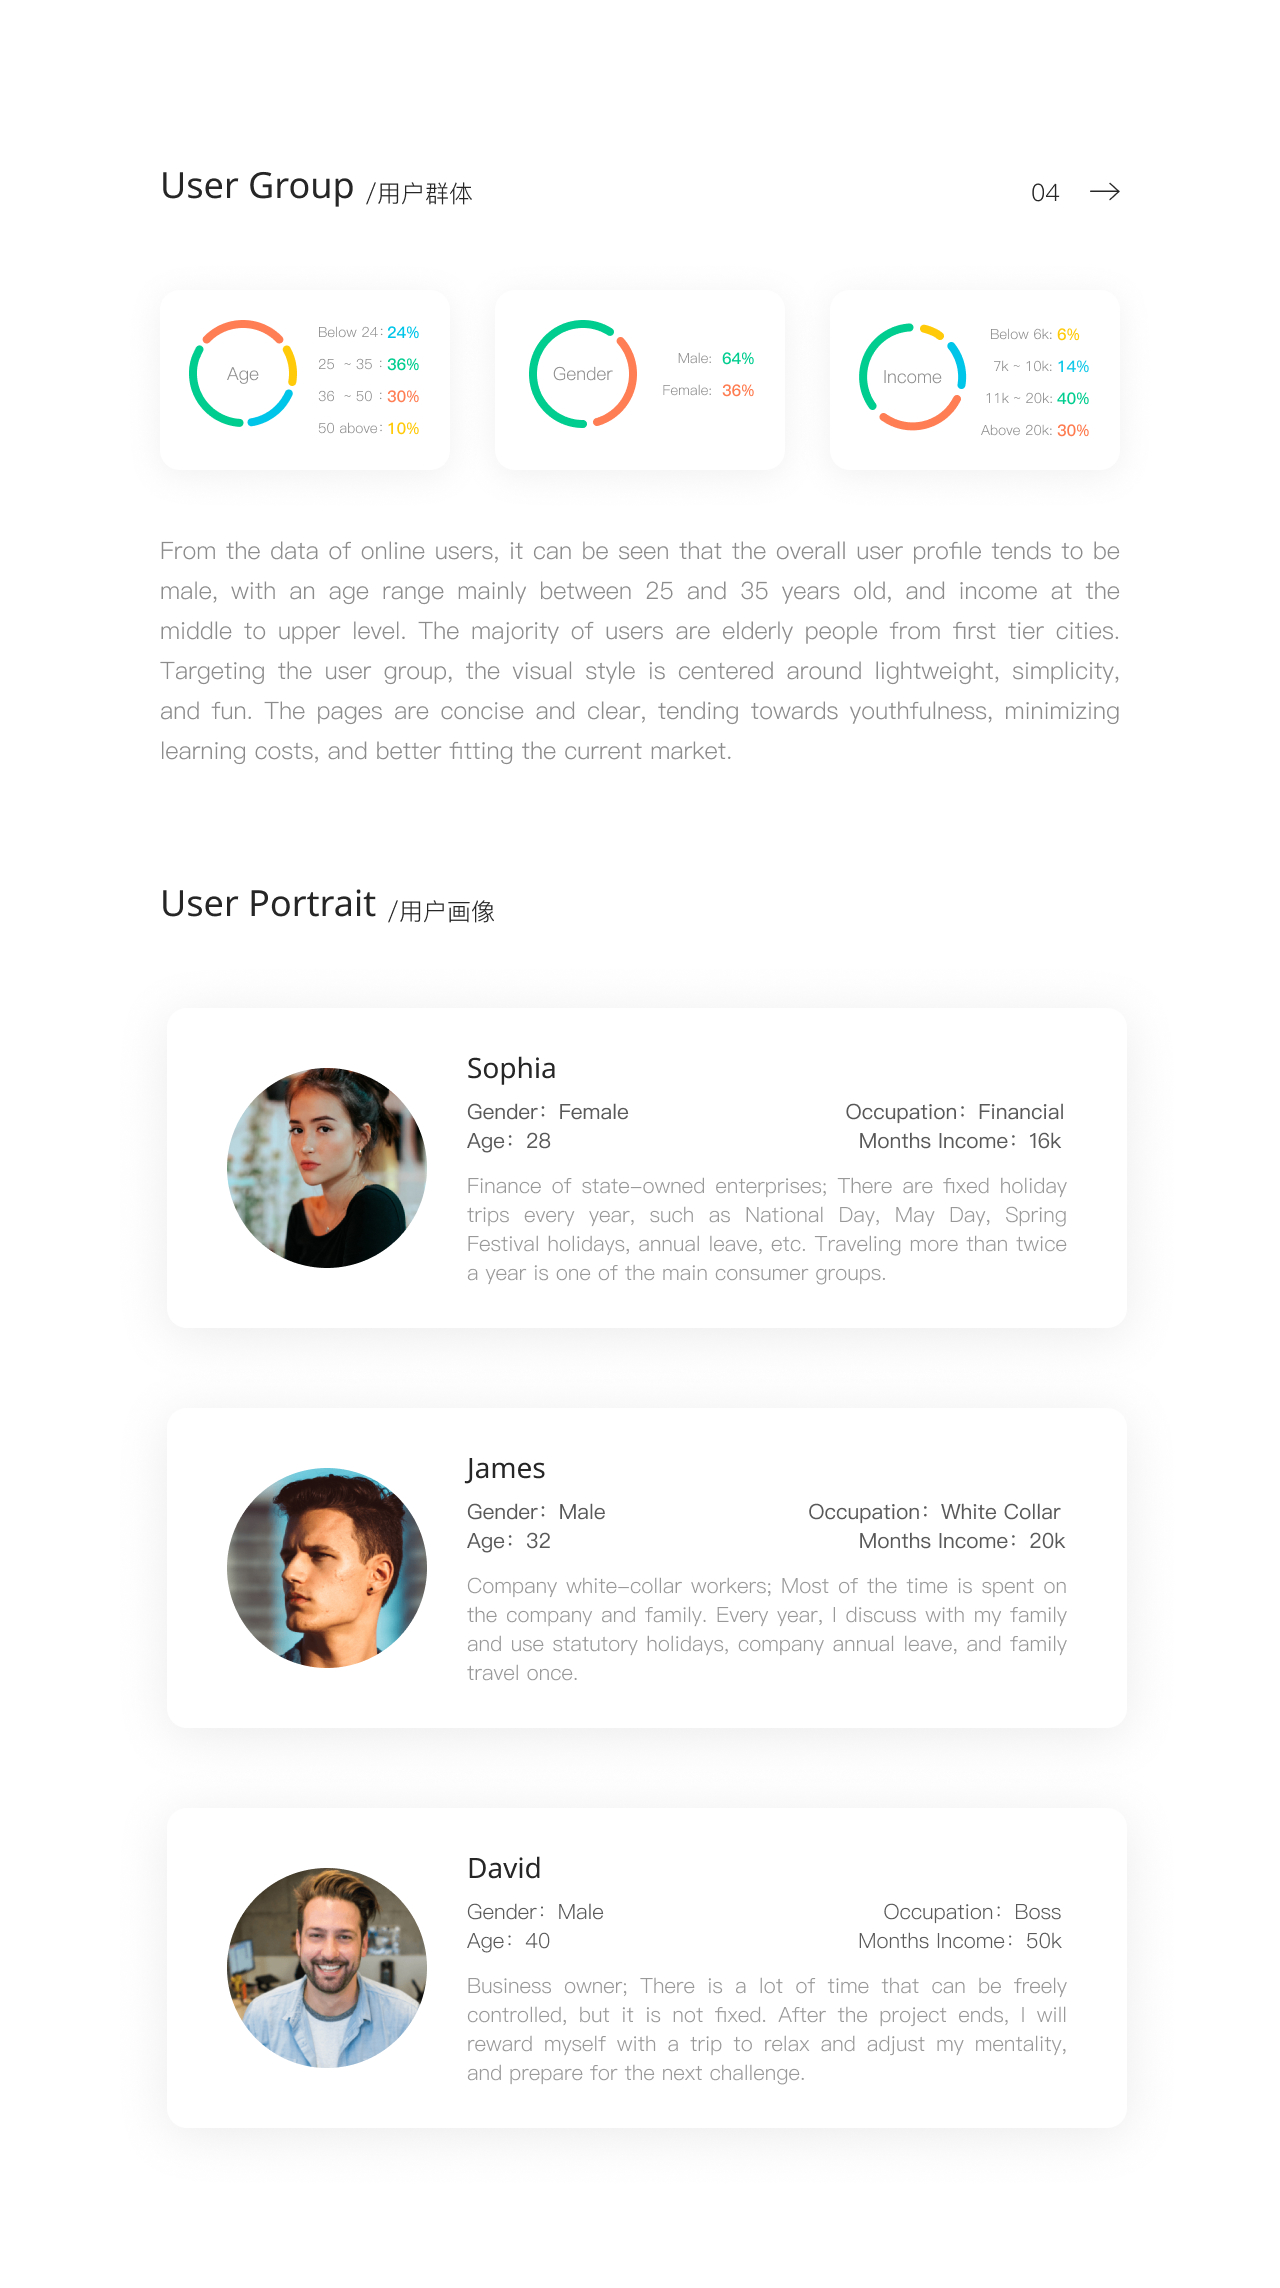 User Group /用户群体
04
Age
Below 24: 24%
25 ~ 35 : 36%
36 ~ 50 : 30%
50 above: 10%
Gender
Male: 64%
Female: 36%
Income
Below 6k: 6%
7k ~ 10k: 14%
11k ~ 20k: 40%
Above 20k: 30%
From the data of online users, it can be seen that the overall user profile tends to be
male, with an age range mainly between 25 and 35 years old, and income at the
middle to upper level. The majority of users are elderly people from first tier cities.
Targeting the user group, the visual style is centered around lightweight, simplicity,
and fun. The pages are concise and clear, tending towards youthfulness, minimizing
learning costs, and better fitting the current market.
User Portrait /用户画像
Sophia
Gender：Female Occupation：Financial
Age：28 Months Income：16k
Finance of state-owned enterprises; There are fixed holiday
trips every year, such as National Day, May Day, Spring
Festival holidays, annual leave, etc. Traveling more than twice
a year is one of the main consumer groups.
James
Gender：Male Occupation：White Collar
Age：32 Months Income：20k
Company white-collar workers; Most of the time is spent on
the company and family. Every year, I discuss with my family
and use statutory holidays, company annual leave, and family
travel once.
David
Gender：Male Occupation：Boss
Age：40 Months Income：50k
Business owner; There is a lot of time that can be freely
controlled, but it is not fixed. After the project ends, I will
reward myself with a trip to relax and adjust my mentality,
and prepare for the next challenge.